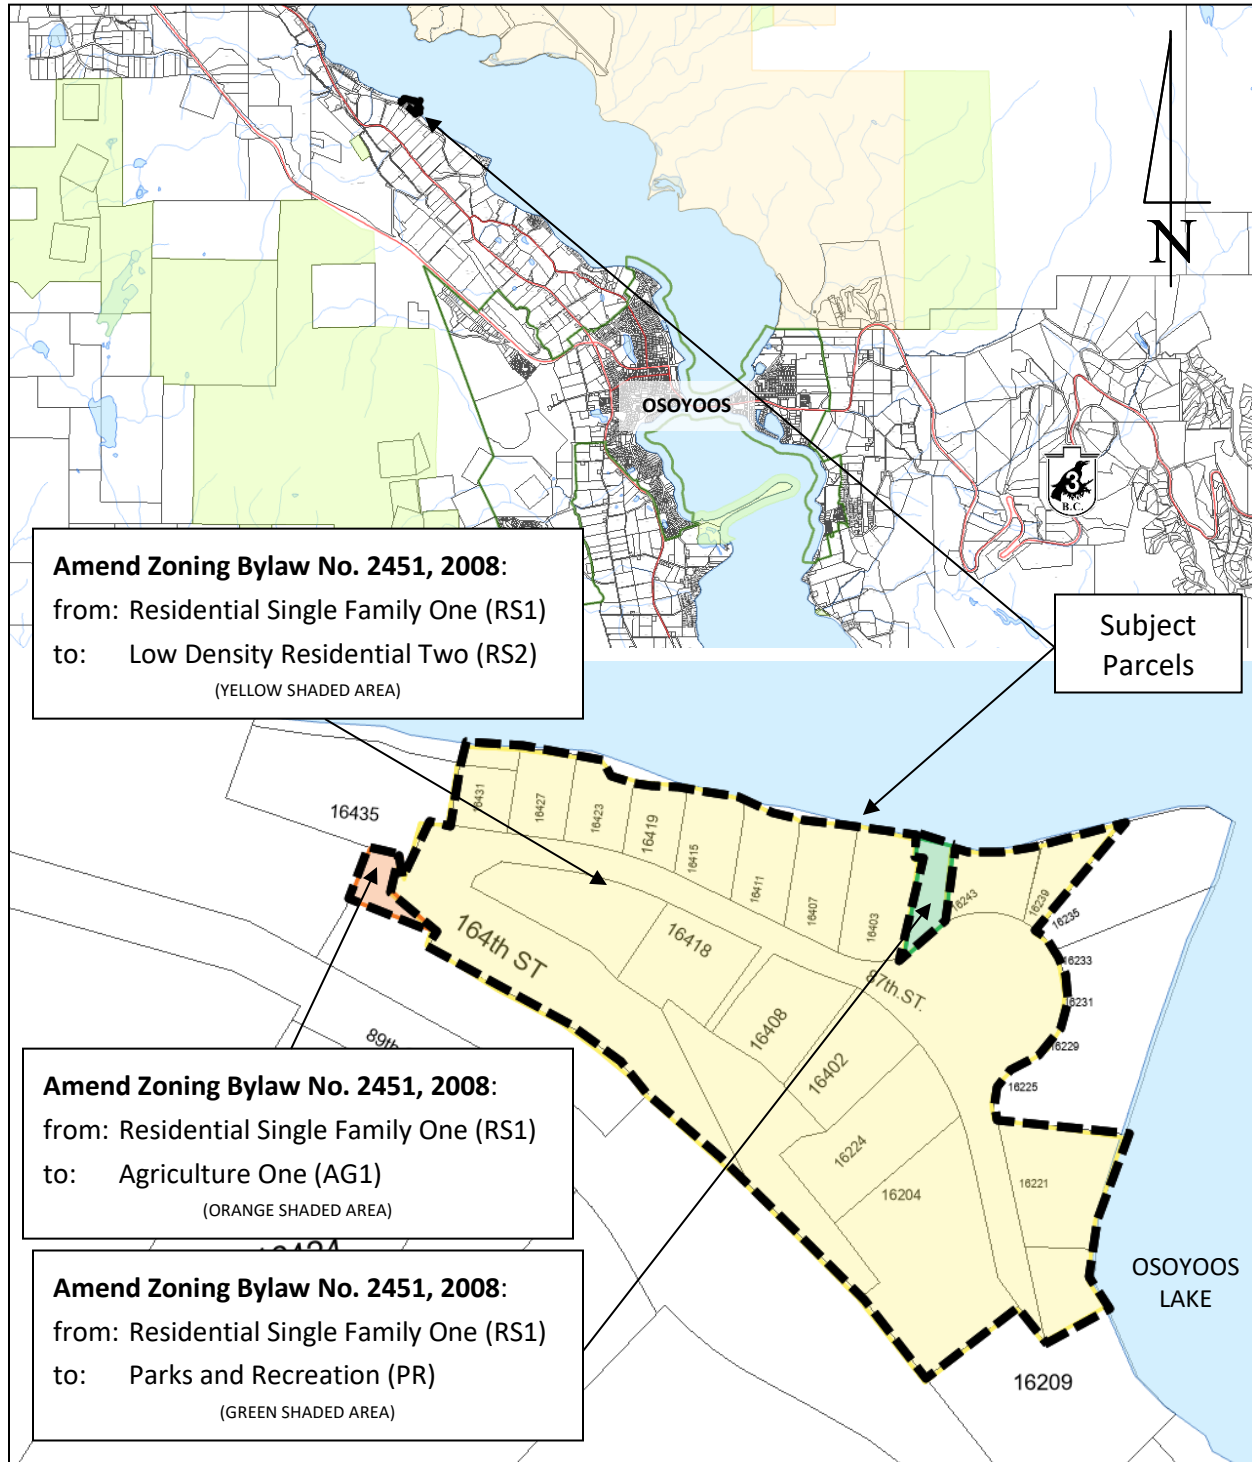 N
OSOYOOS
3
B.C.
Amend Zoning Bylaw No. 2451, 2008:
from: Residential Single Family One (RS1)
to: Low Density Residential Two (RS2)
(YELLOW SHADED AREA)
Subject
Parcels
16435
16431
16427
16423
16419
16415
16411
16407
16403
16243
16239
16235
16233
16231
16229
16225
16221
164th ST
16418
87th ST.
16408
16402
16224
16204
OSOYOOS
LAKE
16209
Amend Zoning Bylaw No. 2451, 2008:
from: Residential Single Family One (RS1)
to: Agriculture One (AG1)
(ORANGE SHADED AREA)
Amend Zoning Bylaw No. 2451, 2008:
from: Residential Single Family One (RS1)
to: Parks and Recreation (PR)
(GREEN SHADED AREA)